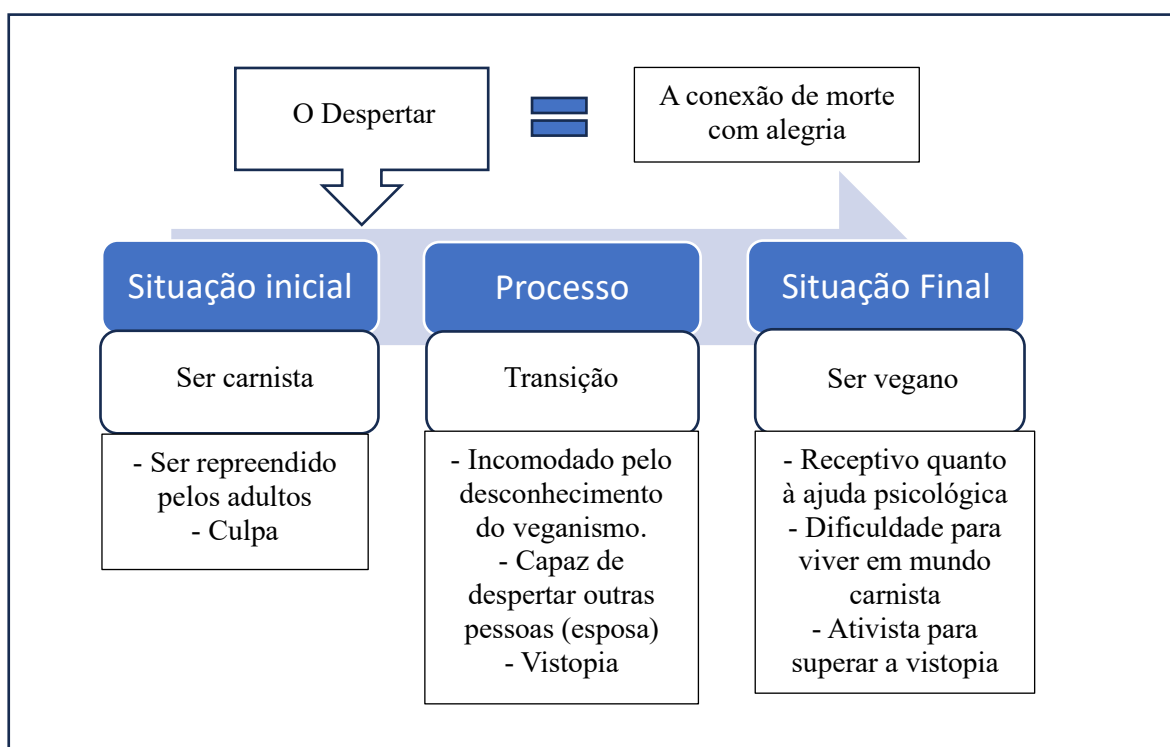 O Despertar
A conexão de morte
com alegria
Situação inicial
Processo
Situação Final
Ser carnista
Transição
Ser vegano
- Ser repreendido
pelos adultos
- Culpa
- Incomodado pelo
desconhecimento
do veganismo.
- Capaz de
despertar outras
pessoas (esposa)
- Vistopia
- Receptivo quanto
à ajuda psicológica
- Dificuldade para
viver em mundo
carnista
- Ativista para
superar a vistopia